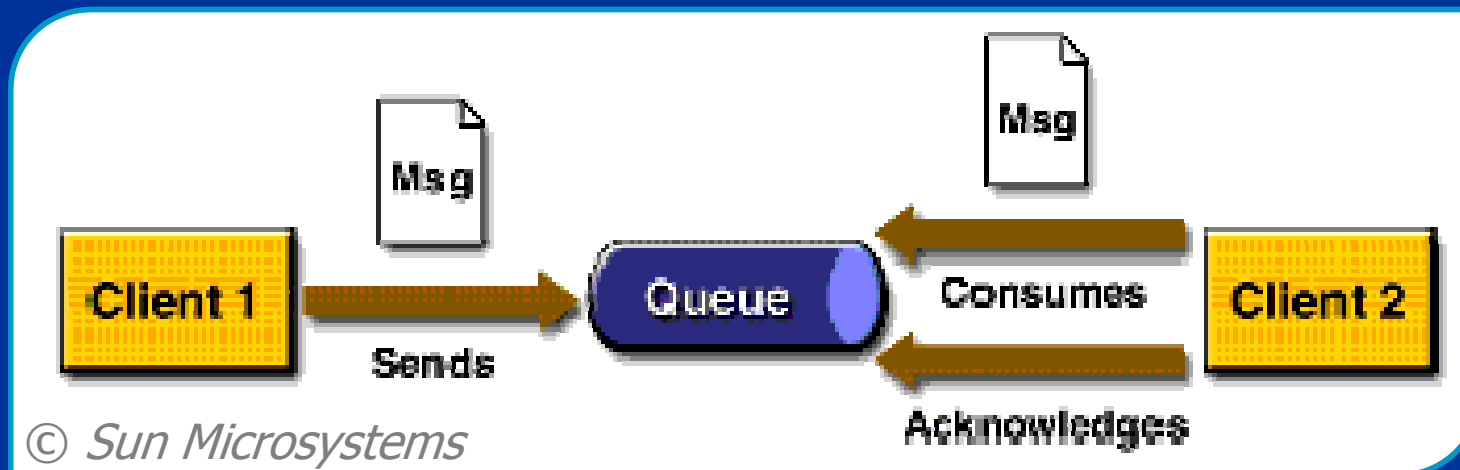 Msg
Msg
Client 1
Sends
Queue
Consumes
Acknowledges
Client 2
© Sun Microsystems